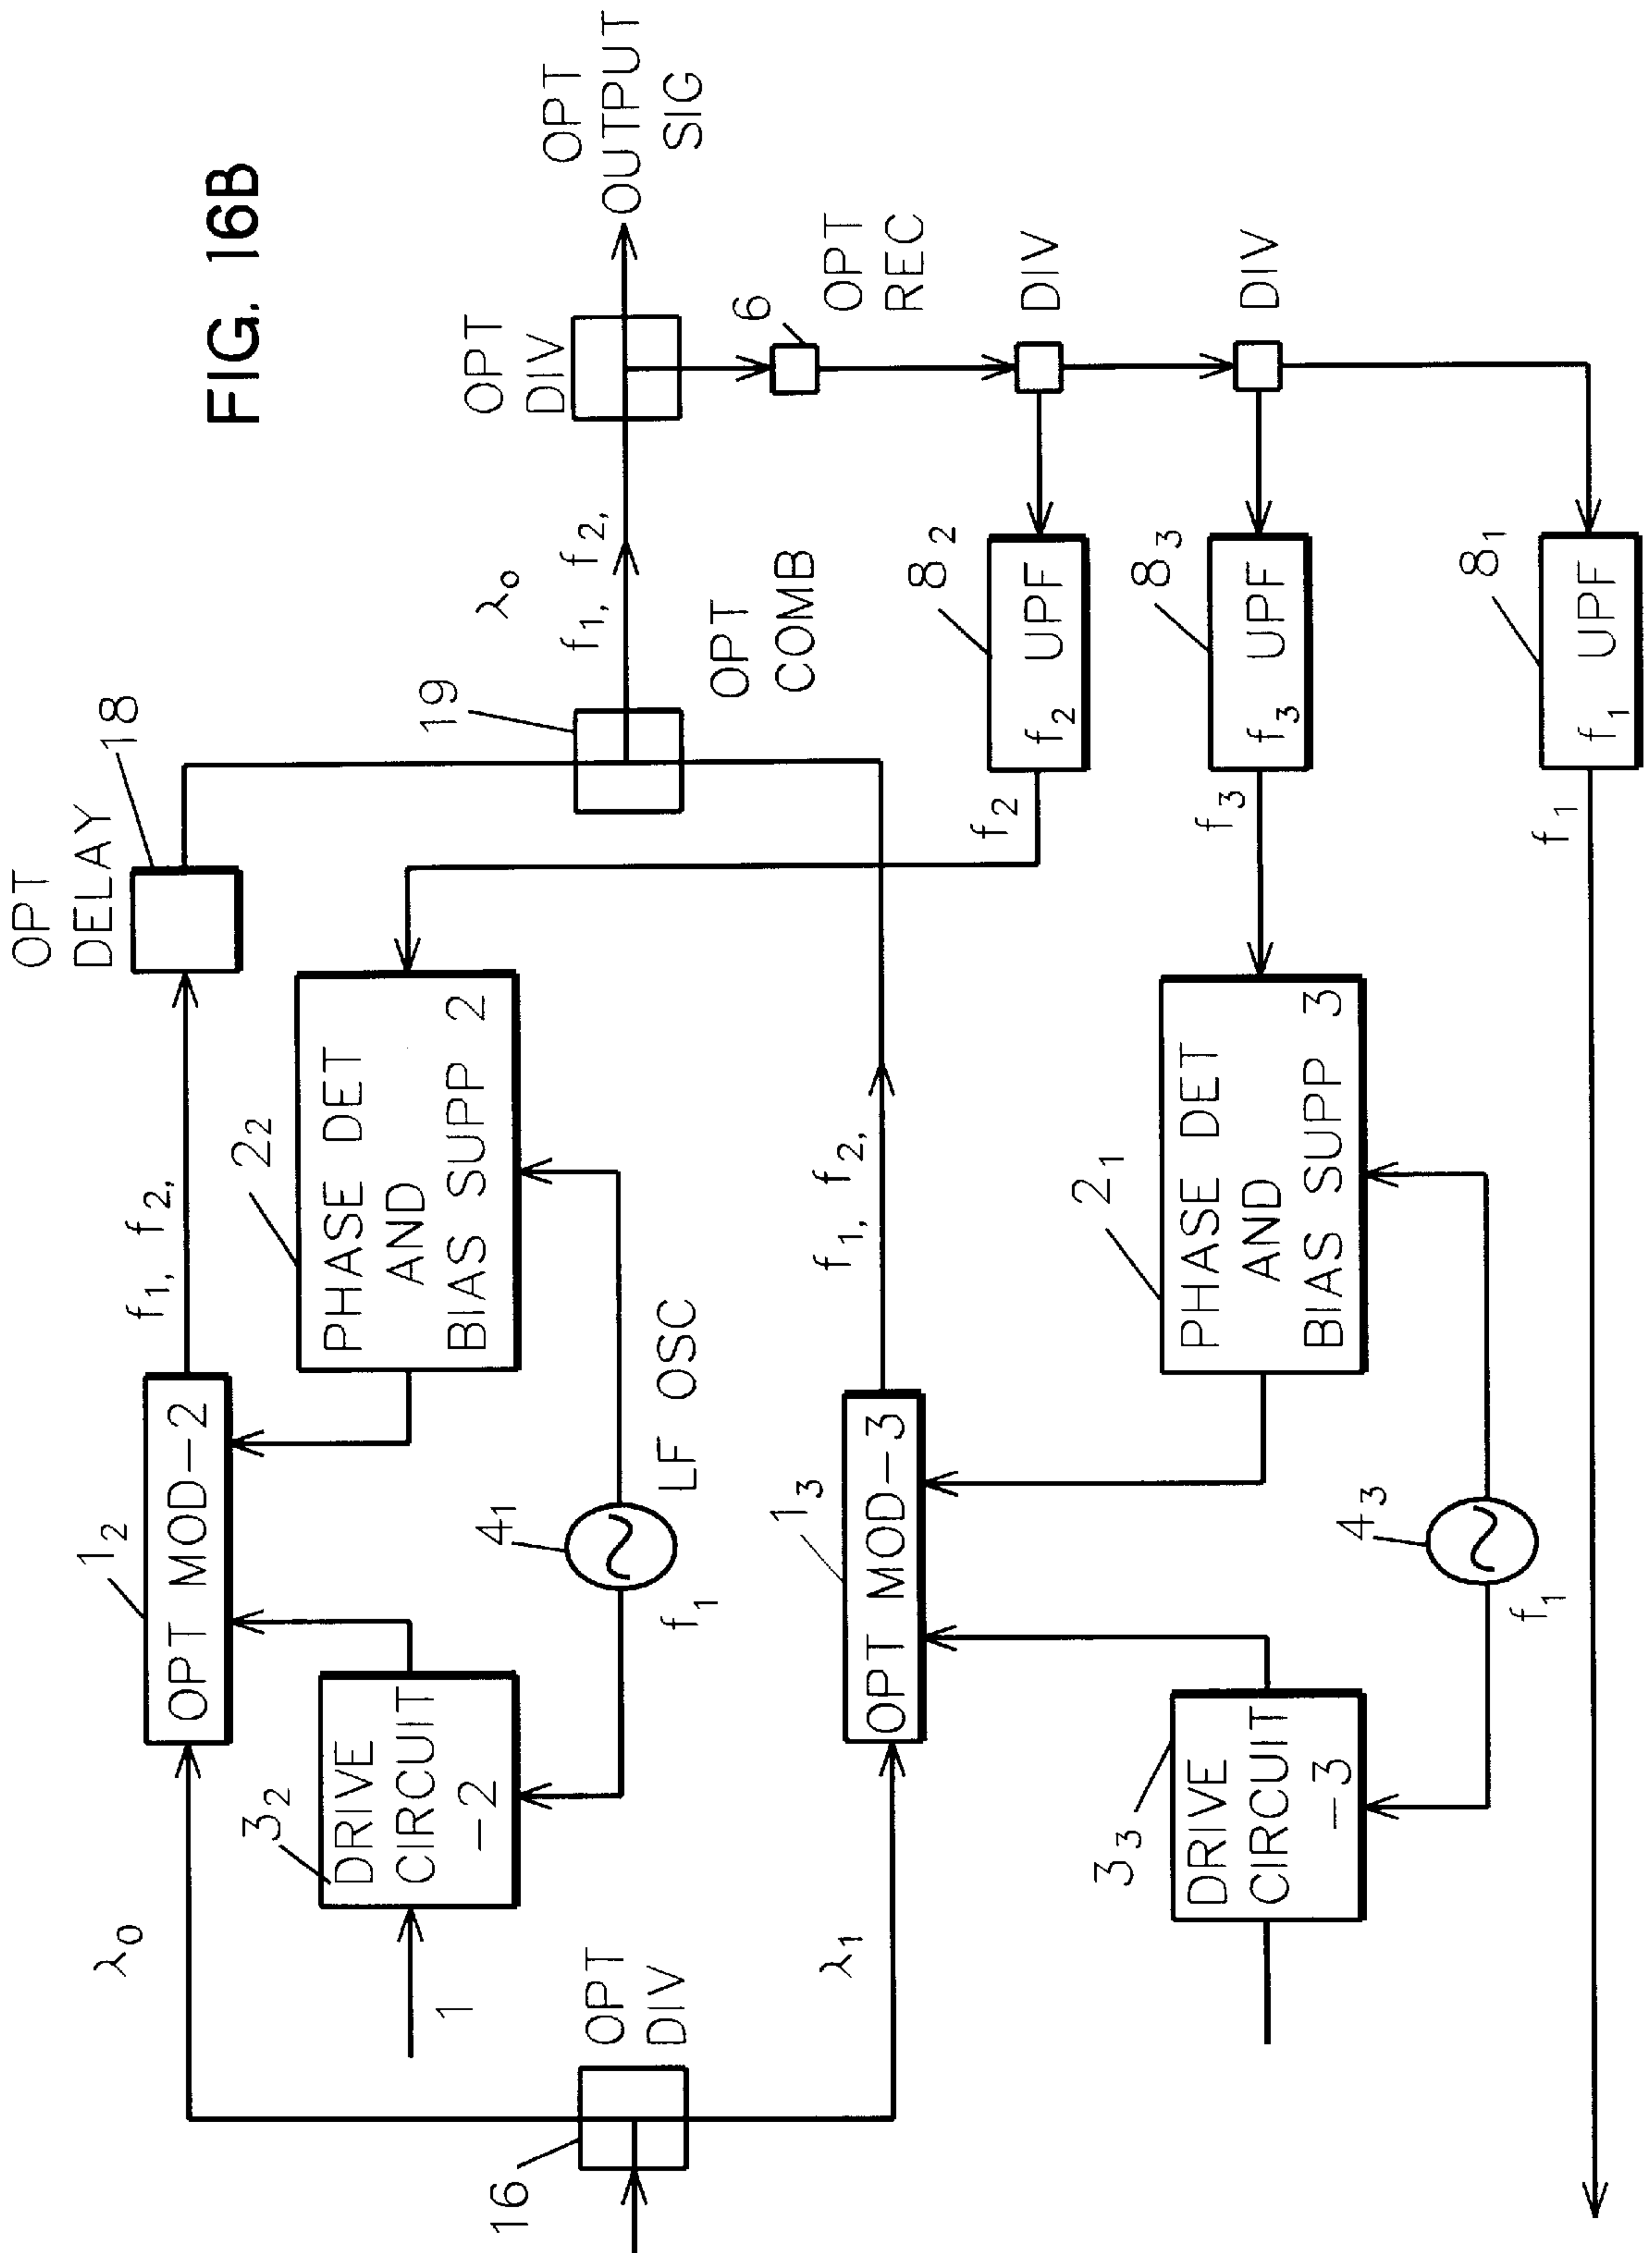 FIG. 16B
OPT
DELAY
18
f1, f2,
12
OPT MOD-2
λ0
22
PHASE DET
AND
BIAS SUPP 2
32
DRIVE
CIRCUIT
-2
1
41
f1
LF OSC
16
OPT
DIV
19
λ0
f1, f2,
OPT
COMB
OPT
DIV
OPT
OUTPUT
SIG
6
OPT
REC
DIV
DIV
λ1
13
OPT MOD-3
f1, f2,
f2
82
f2 UPF
21
PHASE DET
AND
BIAS SUPP 3
33
DRIVE
CIRCUIT
-3
43
f1
f3
83
f3 UPF
f1
81
f1 UPF